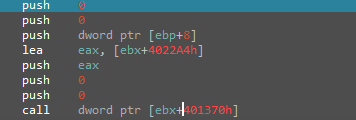 push 0
push 0
push dword ptr [ebp+8]
lea eax, [ebx+4022A4h]
push eax
push 0
push 0
call dword ptr [ebx+401370h]